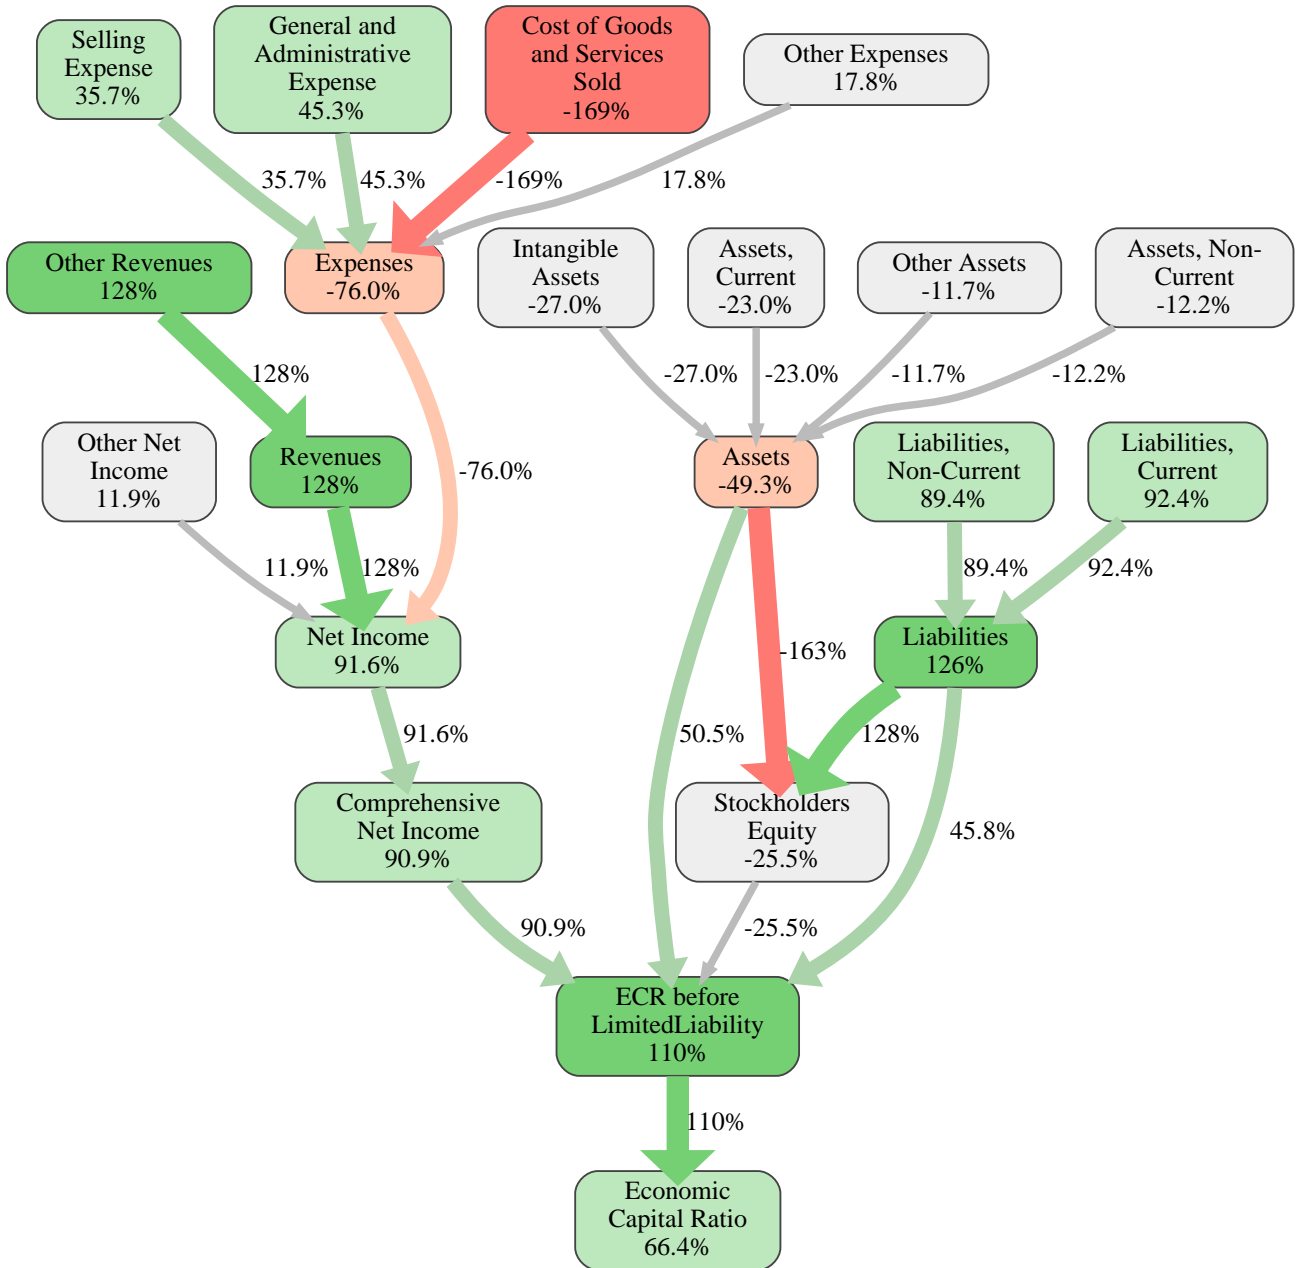 Selling
Expense
35.7%
General and
Administrative
Expense
45.3%
Cost of Goods
and Services
Sold
-169%
Other Expenses
17.8%
35.7%
45.3%
-169%
17.8%
Other Revenues
128%
Expenses
-76.0%
Intangible
Assets
-27.0%
Assets,
Current
-23.0%
Other Assets
-11.7%
Assets, Non-
Current
-12.2%
128%
-27.0%
-23.0%
-11.7%
-12.2%
Other Net
Income
11.9%
Revenues
128%
-76.0%
Assets
-49.3%
Liabilities,
Non-Current
89.4%
Liabilities,
Current
92.4%
11.9%
128%
89.4%
92.4%
Net Income
91.6%
-163%
Liabilities
126%
91.6%
50.5%
128%
Comprehensive
Net Income
90.9%
Stockholders
Equity
-25.5%
45.8%
90.9%
-25.5%
ECR before
LimitedLiability
110%
110%
Economic
Capital Ratio
66.4%